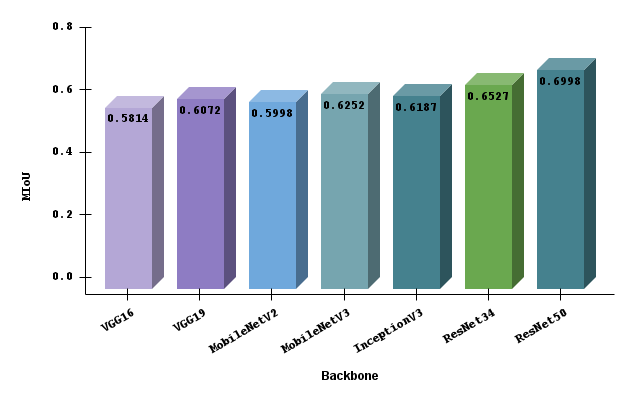 0.8
0.6
0.4
0.2
0.0
MIoU
0.5814
0.6072
0.5998
0.6252
0.6187
0.6527
0.6998
VGG16
VGG19
MobileNetV2
MobileNetV3
InceptionV3
ResNet34
ResNet50
Backbone